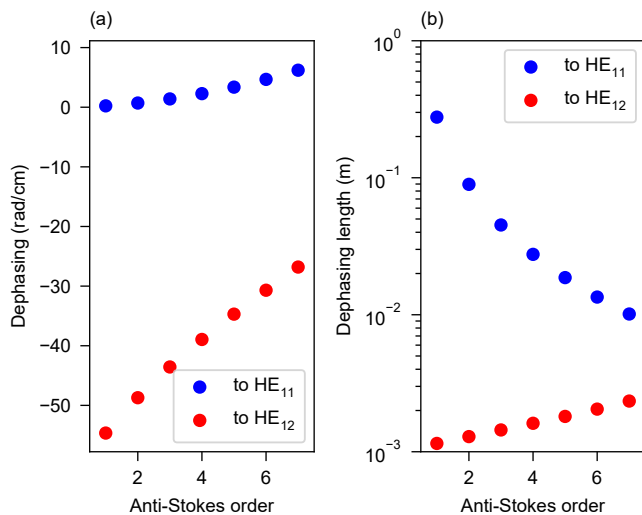 (a)
10
0
−10
−20
−30
−40
−50
Dephasing (rad/cm)
to HE₁₁
to HE₁₂
2
4
6
Anti-Stokes order
(b)
10⁰
10⁻¹
10⁻²
10⁻³
Dephasing length (m)
to HE₁₁
to HE₁₂
2
4
6
Anti-Stokes order